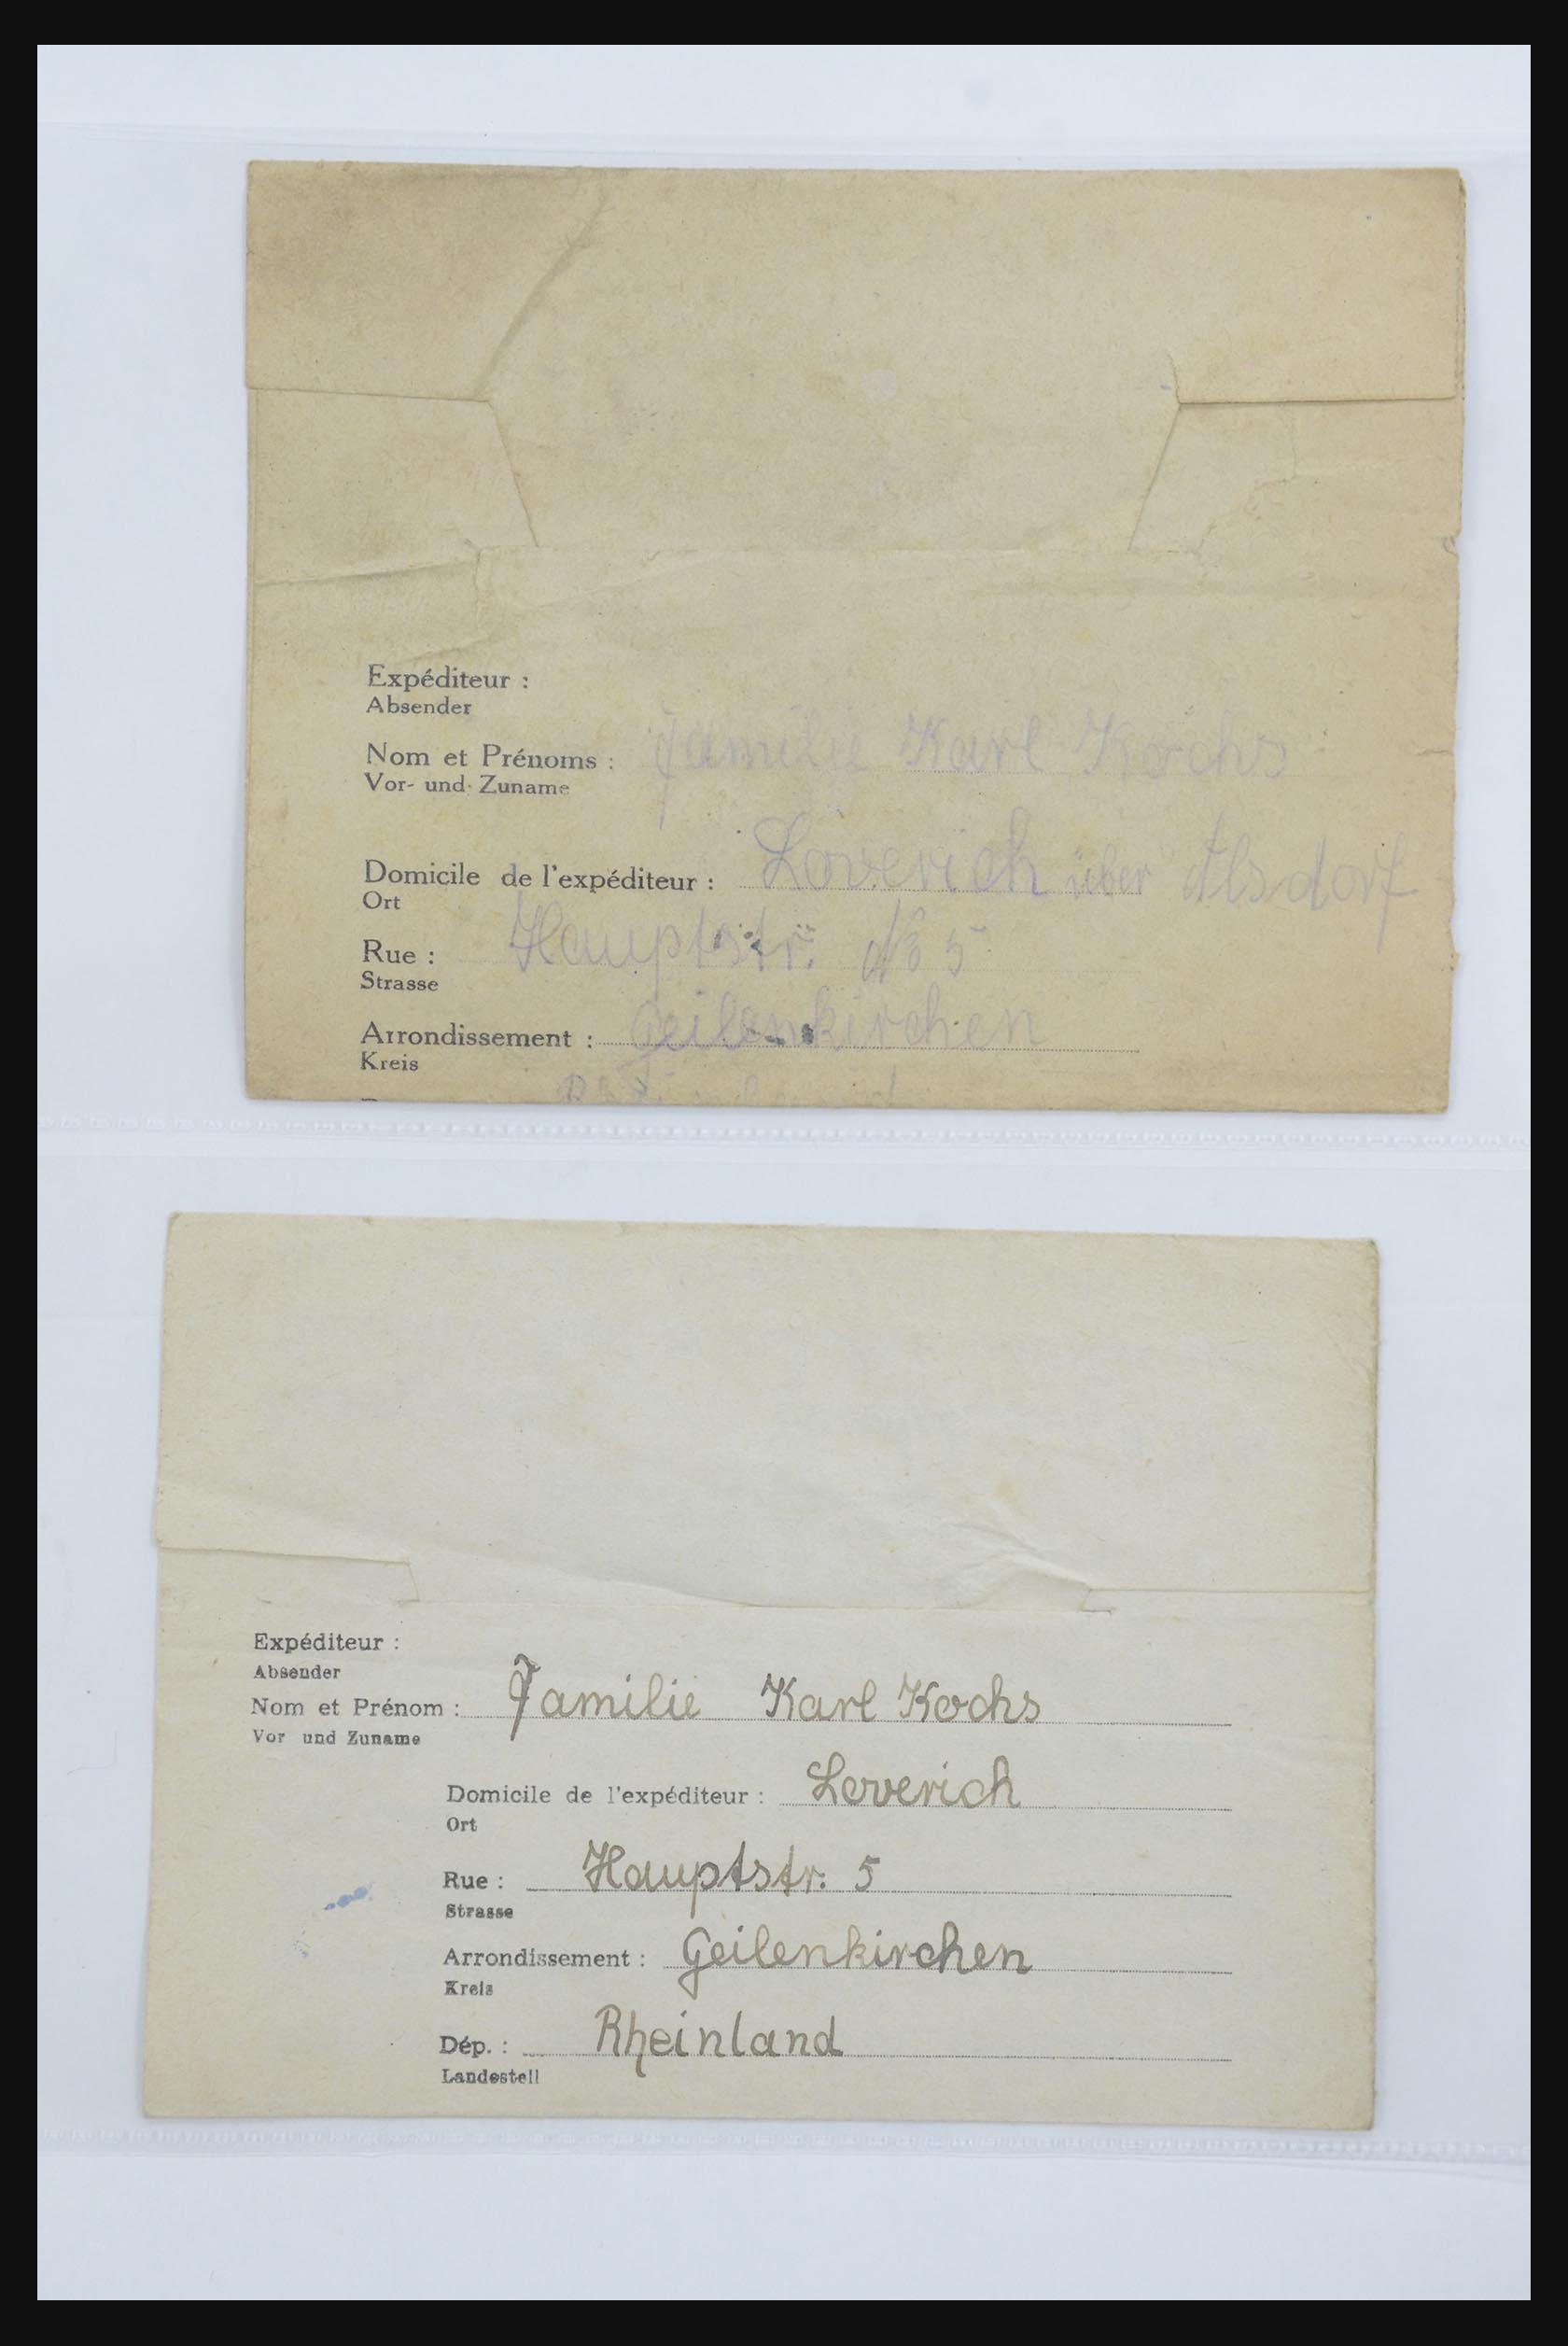 Expéditeur :
Absender
Nom et Prénoms : Familie Karl Kochs
Vor- und Zuname
Domicile de l'expéditeur : Loverich über Alsdorf
Ort
Rue : Hauptstr. No 5
Strasse
Arrondissement : Geilenkirchen
Kreis
Expéditeur :
Absender
Nom et Prénom : Familie Karl Kochs
Vor und Zuname
Domicile de l'expéditeur : Loverich
Ort
Rue : Hauptstr. 5
Strasse
Arrondissement : Geilenkirchen
Kreis
Dép. : Rheinland
Landesteil